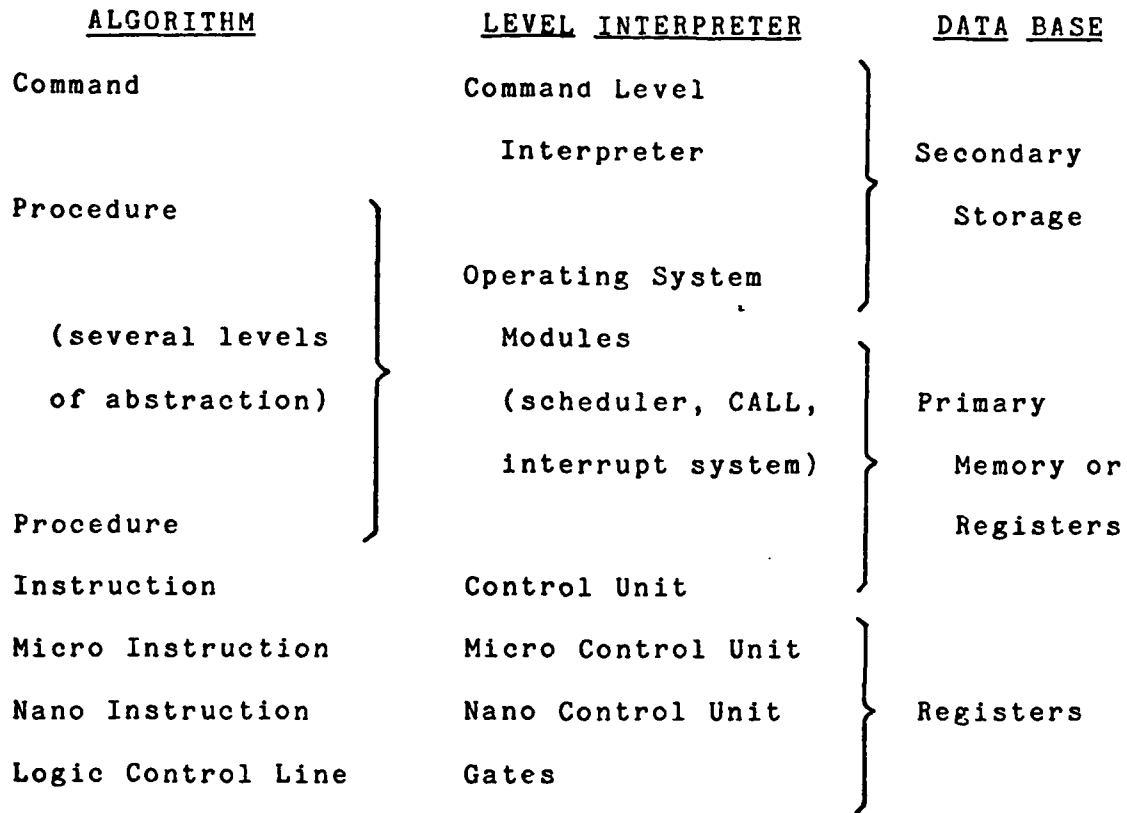 ALGORITHM LEVEL INTERPRETER DATA BASE
Command Command Level
Interpreter Secondary
Procedure Storage
Operating System
(several levels Modules
of abstraction) (scheduler, CALL, Primary
interrupt system) Memory or
Procedure Registers
Instruction Control Unit
Micro Instruction Micro Control Unit
Nano Instruction Nano Control Unit Registers
Logic Control Line Gates